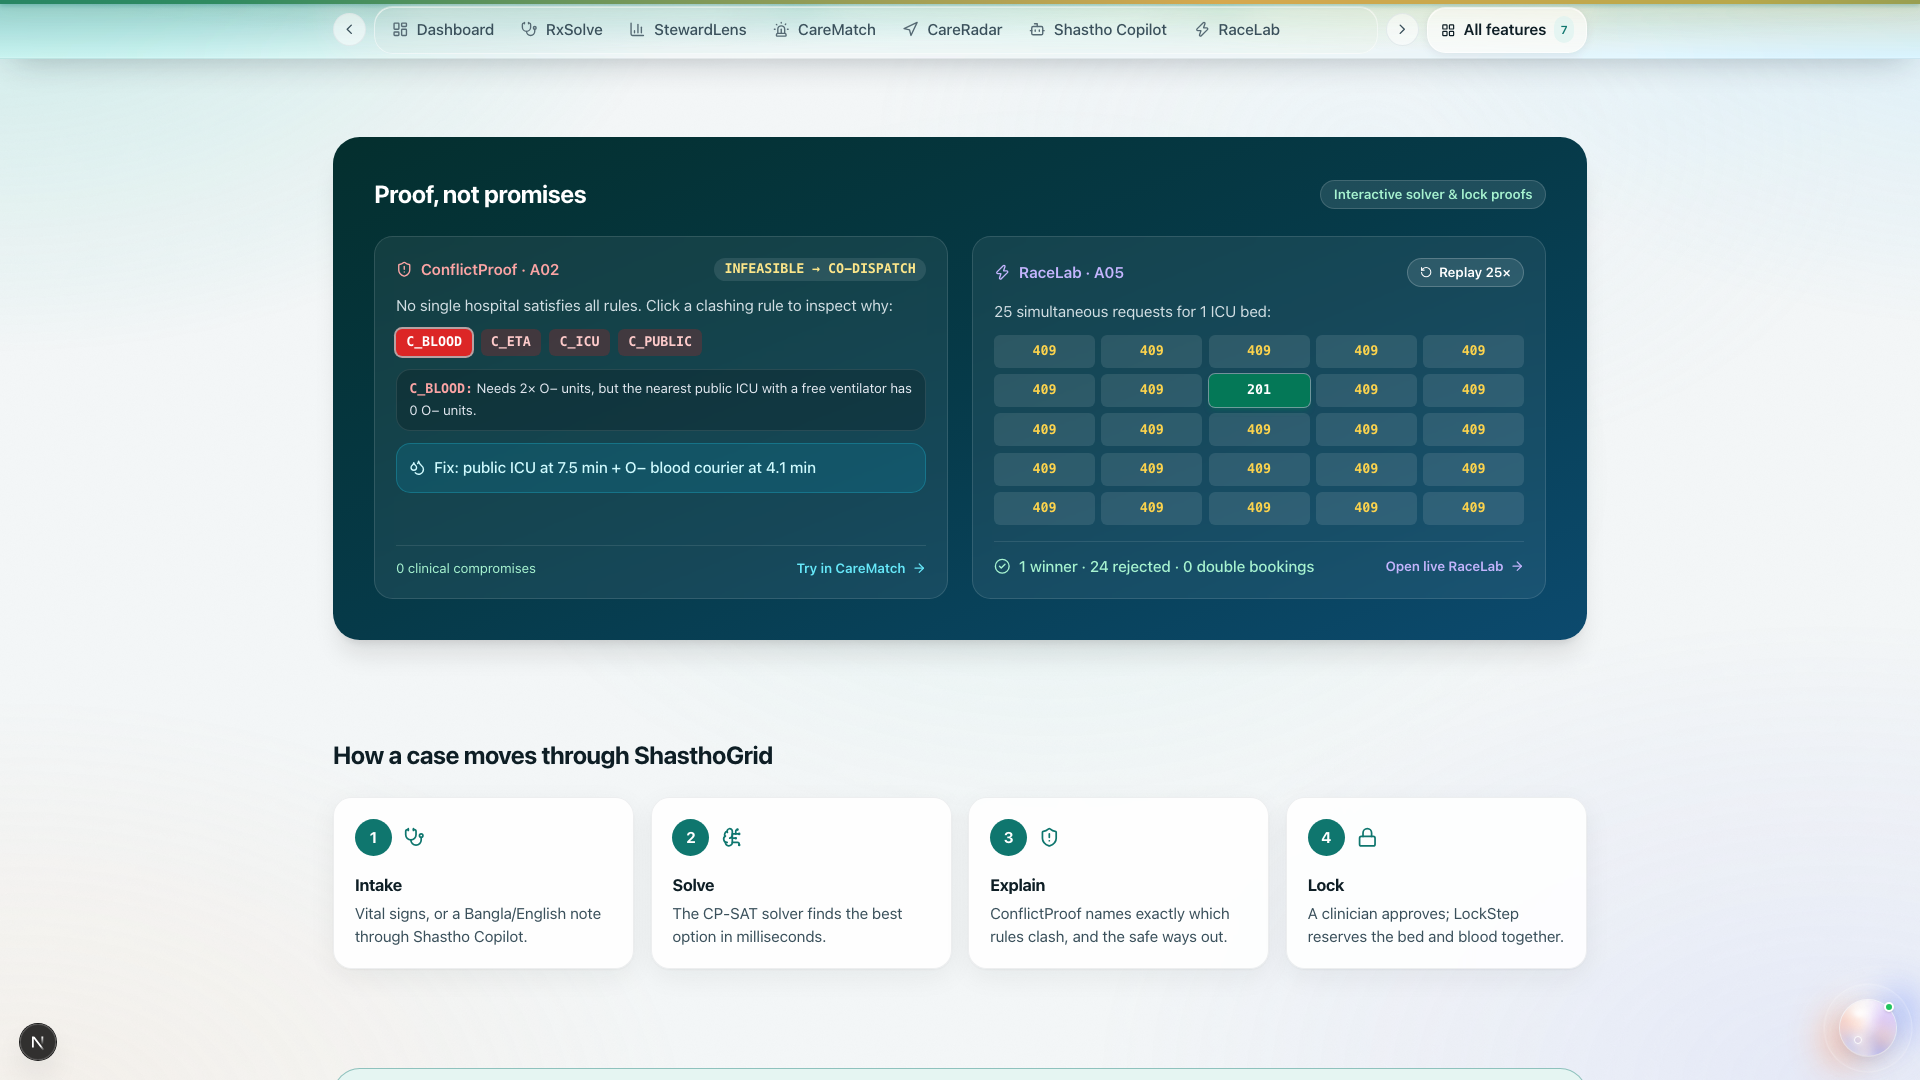 Dashboard
RxSolve
StewardLens
CareMatch
CareRadar
Shastho Copilot
RaceLab
All features 7
Proof, not promises
Interactive solver & lock proofs
ConflictProof · A02
INFEASIBLE → CO–DISPATCH
No single hospital satisfies all rules. Click a clashing rule to inspect why:
C_BLOOD C_ETA C_ICU C_PUBLIC
C_BLOOD: Needs 2× O− units, but the nearest public ICU with a free ventilator has
0 O− units.
Fix: public ICU at 7.5 min + O− blood courier at 4.1 min
0 clinical compromises
Try in CareMatch →
RaceLab · A05
Replay 25×
25 simultaneous requests for 1 ICU bed:
409 409 409 409 409
409 409 201 409 409
409 409 409 409 409
409 409 409 409 409
409 409 409 409 409
1 winner · 24 rejected · 0 double bookings
Open live RaceLab →
How a case moves through ShasthoGrid
1
Intake
Vital signs, or a Bangla/English note
through Shastho Copilot.
2
Solve
The CP-SAT solver finds the best
option in milliseconds.
3
Explain
ConflictProof names exactly which
rules clash, and the safe ways out.
4
Lock
A clinician approves; LockStep
reserves the bed and blood together.
N